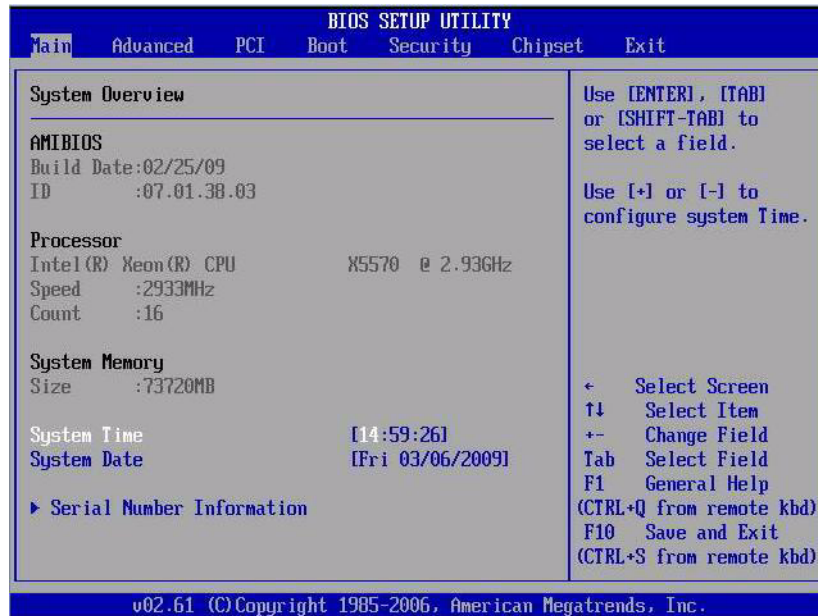 BIOS SETUP UTILITY
Main Advanced PCI Boot Security Chipset Exit
System Overview
AMIBIOS
Build Date:02/25/09
ID :07.01.38.03
Processor
Intel(R) Xeon(R) CPU X5570 @ 2.93GHz
Speed :2933MHz
Count :16
System Memory
Size :73720MB
System Time [14:59:26]
System Date [Fri 03/06/2009]
▶ Serial Number Information
Use [ENTER], [TAB]
or [SHIFT-TAB] to
select a field.
Use [+] or [-] to
configure system Time.
← Select Screen
↑↓ Select Item
+- Change Field
Tab Select Field
F1 General Help
(CTRL+Q from remote kbd)
F10 Save and Exit
(CTRL+S from remote kbd)
v02.61 (C)Copyright 1985-2006, American Megatrends, Inc.